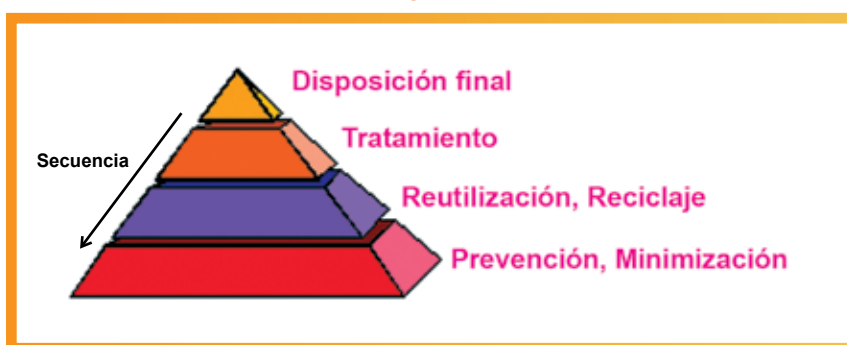 Disposición final
Tratamiento
Secuencia
Reutilización, Reciclaje
Prevención, Minimización